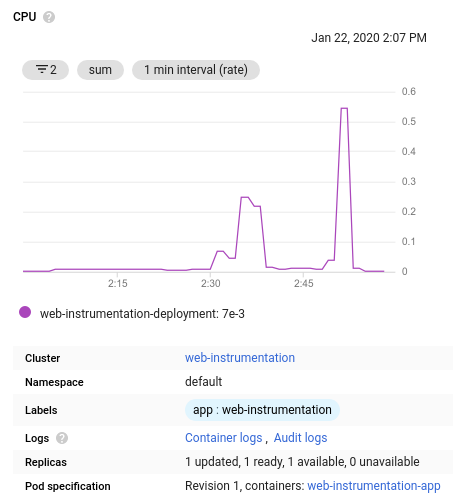 CPU ?
Jan 22, 2020 2:07 PM
2 sum 1 min interval (rate)
0.6
0.5
0.4
0.3
0.2
0.1
0
2:15 2:30 2:45
web-instrumentation-deployment: 7e-3
Cluster web-instrumentation
Namespace default
Labels app : web-instrumentation
Logs ? Container logs , Audit logs
Replicas 1 updated, 1 ready, 1 available, 0 unavailable
Pod specification Revision 1, containers: web-instrumentation-app